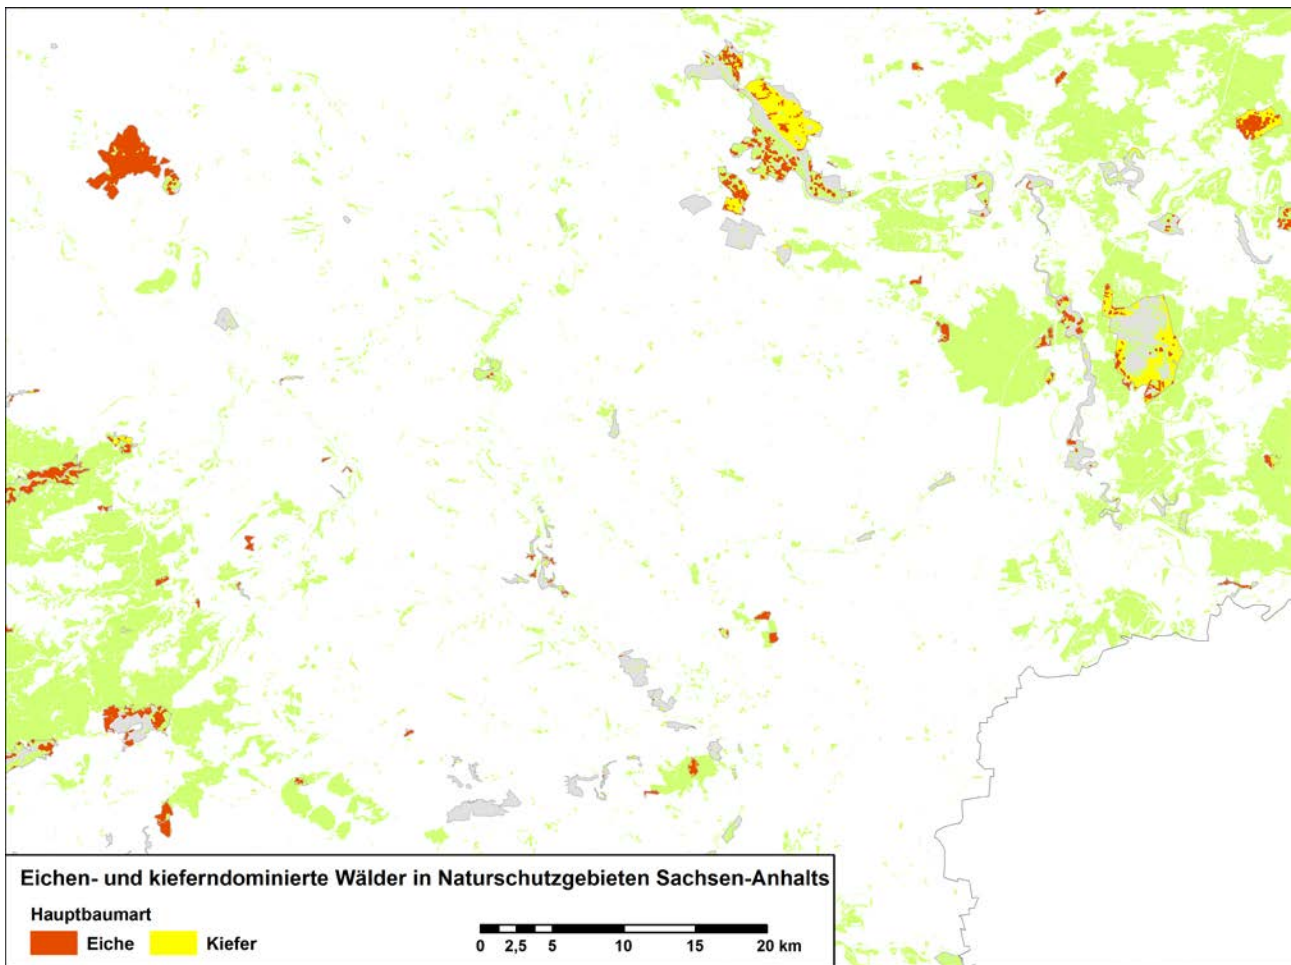 Eichen- und kieferndominierte Wälder in Naturschutzgebieten Sachsen-Anhalts
Hauptbaumart
Eiche Kiefer
0 2,5 5 10 15 20 km